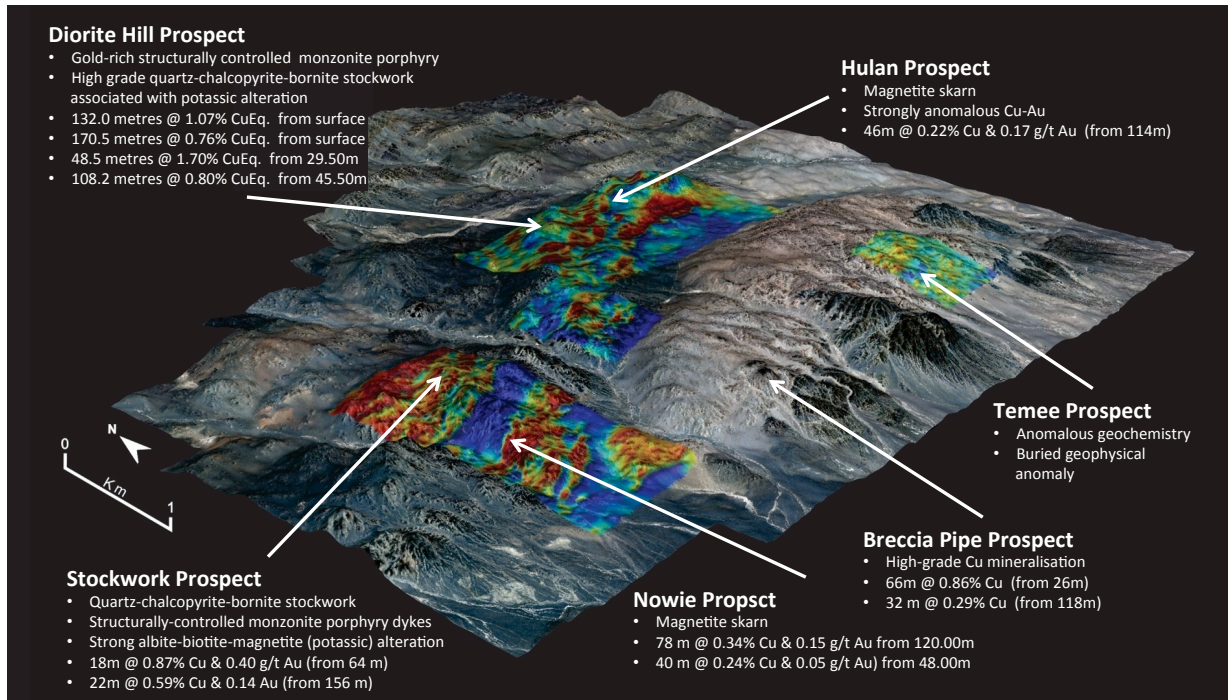 Diorite Hill Prospect
• Gold-rich structurally controlled monzonite porphyry
• High grade quartz-chalcopyrite-bornite stockwork
associated with potassic alteration
• 132.0 metres @ 1.07% CuEq. from surface
• 170.5 metres @ 0.76% CuEq. from surface
• 48.5 metres @ 1.70% CuEq. from 29.50m
• 108.2 metres @ 0.80% CuEq. from 45.50m
Hulan Prospect
• Magnetite skarn
• Strongly anomalous Cu-Au
• 46m @ 0.22% Cu & 0.17 g/t Au (from 114m)
Temee Prospect
• Anomalous geochemistry
• Buried geophysical
anomaly
N
0
Km
1
Breccia Pipe Prospect
• High-grade Cu mineralisation
• 66m @ 0.86% Cu (from 26m)
• 32 m @ 0.29% Cu (from 118m)
Stockwork Prospect
• Quartz-chalcopyrite-bornite stockwork
• Structurally-controlled monzonite porphyry dykes
• Strong albite-biotite-magnetite (potassic) alteration
• 18m @ 0.87% Cu & 0.40 g/t Au (from 64 m)
• 22m @ 0.59% Cu & 0.14 Au (from 156 m)
Nowie Propsct
• Magnetite skarn
• 78 m @ 0.34% Cu & 0.15 g/t Au from 120.00m
• 40 m @ 0.24% Cu & 0.05 g/t Au) from 48.00m